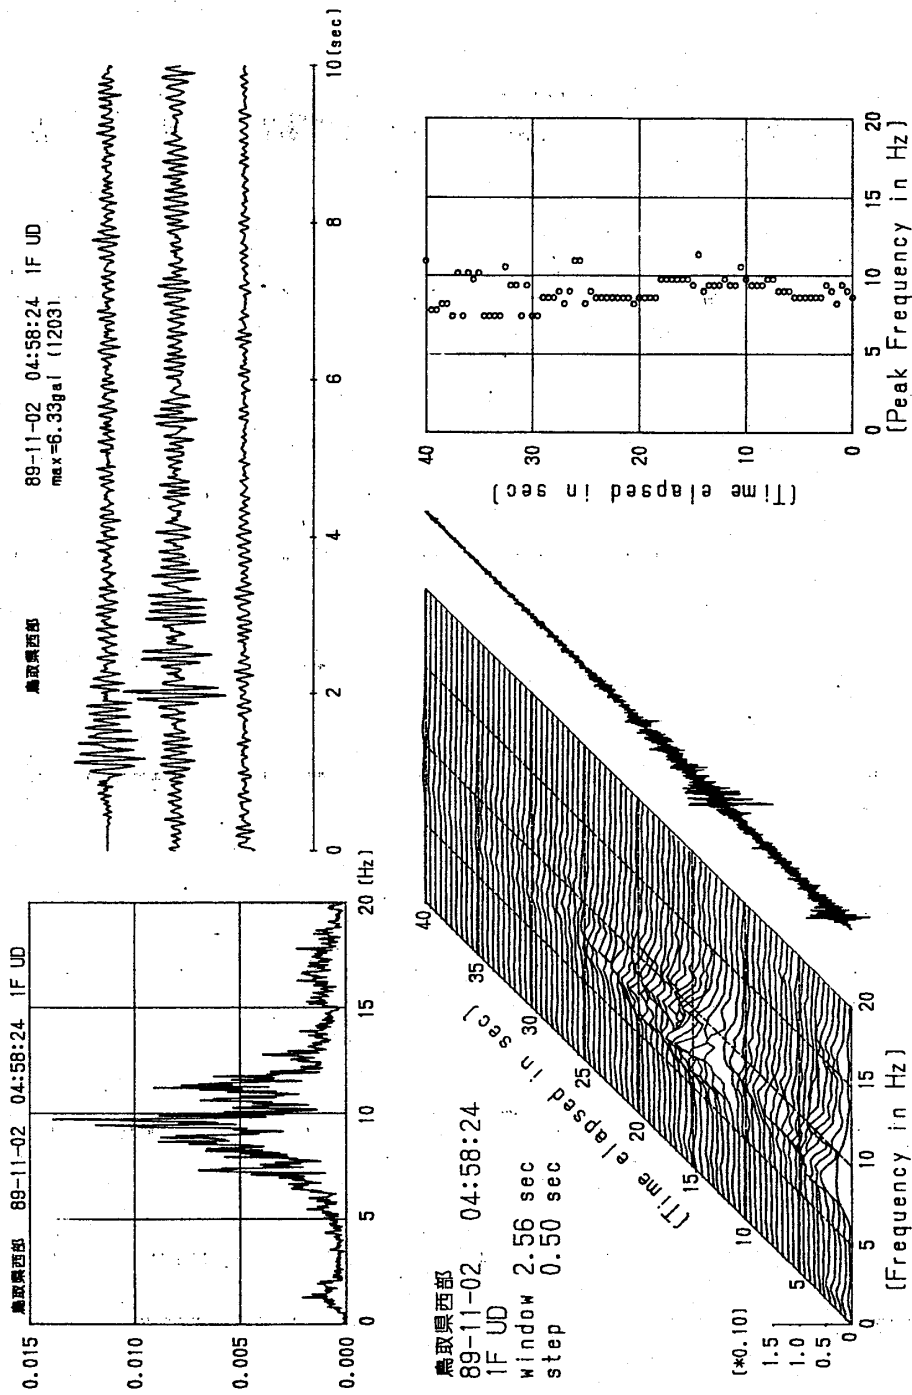 鳥取県西部 89-11-02 04:58:24 1F UD
0.015
0.010
0.005
0.000
0 5 10 15 20 [Hz]
鳥取県西部 89-11-02 04:58:24 1F UD
max=6.33gal (1203)
0 2 4 6 8 10 [sec]
鳥取県西部
89-11-02 04:58:24
1F UD
window 2.56 sec
step 0.50 sec
[*0.10]
1.5
1.0
0.5
0
0 5 10 15 20
[Frequency in Hz]
5 10 15 20 25 30 35 40
[Time elapsed in sec]
40
30
20
10
0
[Time elapsed in sec]
0 5 10 15 20
[Peak Frequency in Hz]